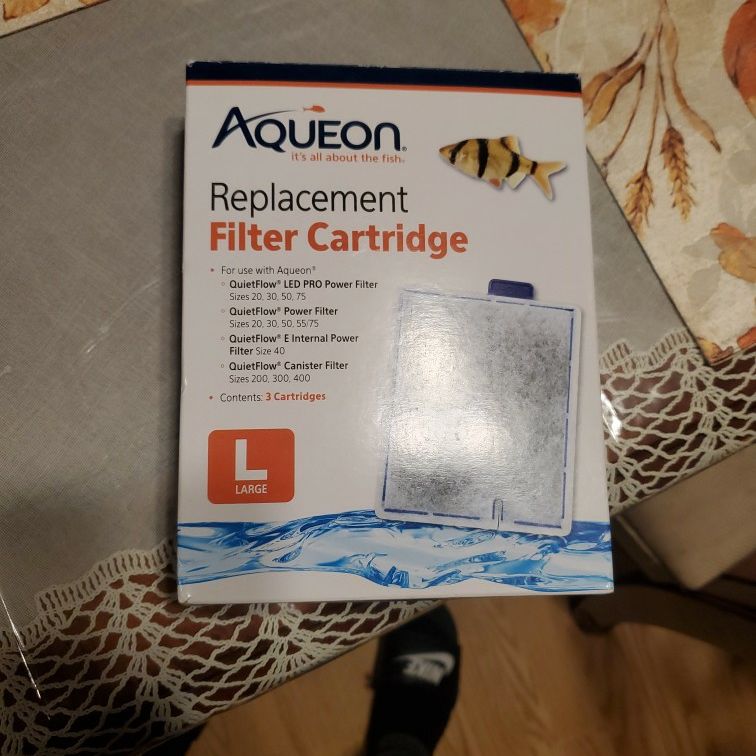 AQUEON®
it's all about the fish®
Replacement
Filter Cartridge
• For use with Aqueon®
○ QuietFlow® LED PRO Power Filter
Sizes 20, 30, 50, 75
○ QuietFlow® Power Filter
Sizes 20, 30, 50, 55/75
○ QuietFlow® E Internal Power
Filter Size 40
○ QuietFlow® Canister Filter
Sizes 200, 300, 400
• Contents: 3 Cartridges
L
LARGE
NIKE